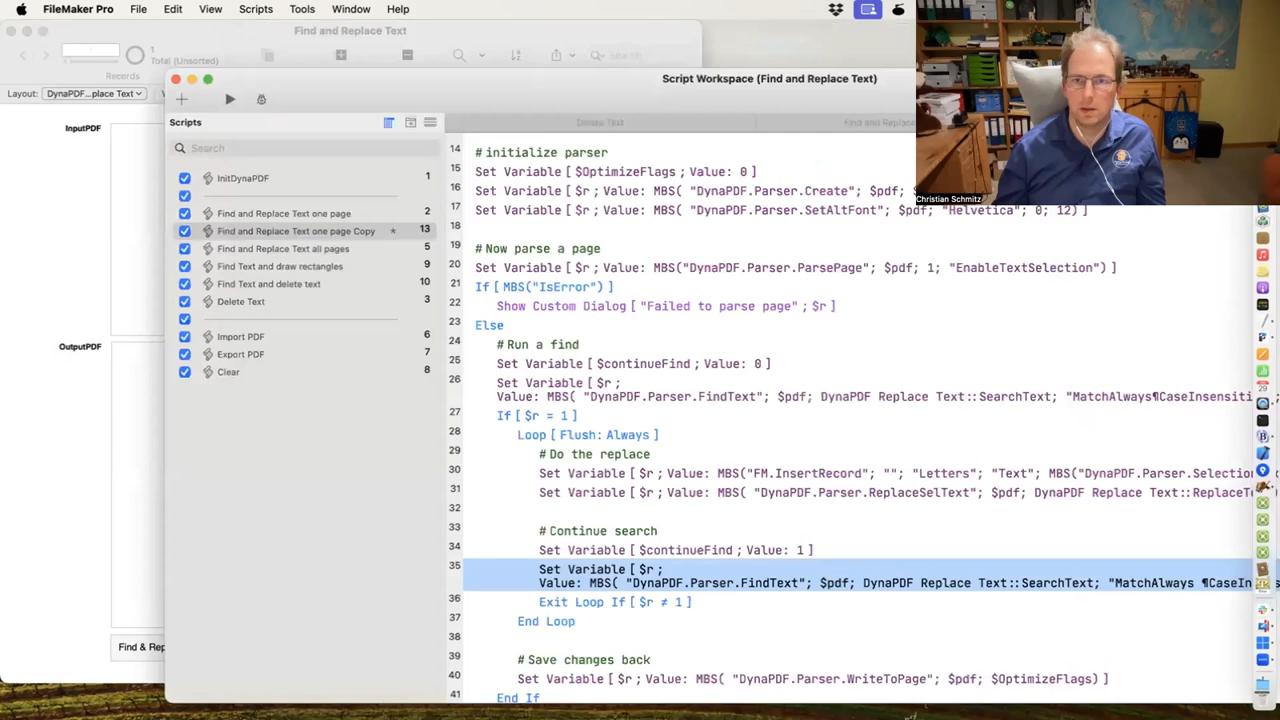 FileMaker Pro File Edit View Scripts Tools Window Help
Find and Replace Text
1
Total (Unsorted)
Records
Layout: DynaPDF...place Text
InputPDF
OutputPDF
Find & Rep
Script Workspace (Find and Replace Text)
Scripts
Search
InitDynaPDF 1
Find and Replace Text one page 2
Find and Replace Text one page Copy * 13
Find and Replace Text all pages 5
Find Text and draw rectangles 9
Find Text and delete text 10
Delete Text 3
Import PDF 6
Export PDF 7
Clear 8
Delete Text
Find and Replace
14 # initialize parser
15 Set Variable [ $OptimizeFlags ; Value: 0 ]
16 Set Variable [ $r ; Value: MBS( "DynaPDF.Parser.Create"; $pdf;
17 Set Variable [ $r ; Value: MBS( "DynaPDF.Parser.SetAltFont"; $pdf; "Helvetica"; 0; 12) ]
18
19 # Now parse a page
20 Set Variable [ $r ; Value: MBS("DynaPDF.Parser.ParsePage"; $pdf; 1; "EnableTextSelection") ]
21 If [ MBS("IsError") ]
22 Show Custom Dialog [ "Failed to parse page" ; $r ]
23 Else
24 # Run a find
25 Set Variable [ $continueFind ; Value: 0 ]
26 Set Variable [ $r ;
Value: MBS( "DynaPDF.Parser.FindText"; $pdf; DynaPDF Replace Text::SearchText; "MatchAlways¶CaseInsensiti
27 If [ $r = 1 ]
28 Loop [ Flush: Always ]
29 # Do the replace
30 Set Variable [ $r ; Value: MBS("FM.InsertRecord"; ""; "Letters"; "Text"; MBS("DynaPDF.Parser.Selectio
31 Set Variable [ $r ; Value: MBS( "DynaPDF.Parser.ReplaceSelText"; $pdf; DynaPDF Replace Text::ReplaceT
32
33 # Continue search
34 Set Variable [ $continueFind ; Value: 1 ]
35 Set Variable [ $r ;
Value: MBS( "DynaPDF.Parser.FindText"; $pdf; DynaPDF Replace Text::SearchText; "MatchAlways ¶CaseIn
36 Exit Loop If [ $r ≠ 1 ]
37 End Loop
38
39 # Save changes back
40 Set Variable [ $r ; Value: MBS( "DynaPDF.Parser.WriteToPage"; $pdf; $OptimizeFlags) ]
41 End If
Christian Schmitz